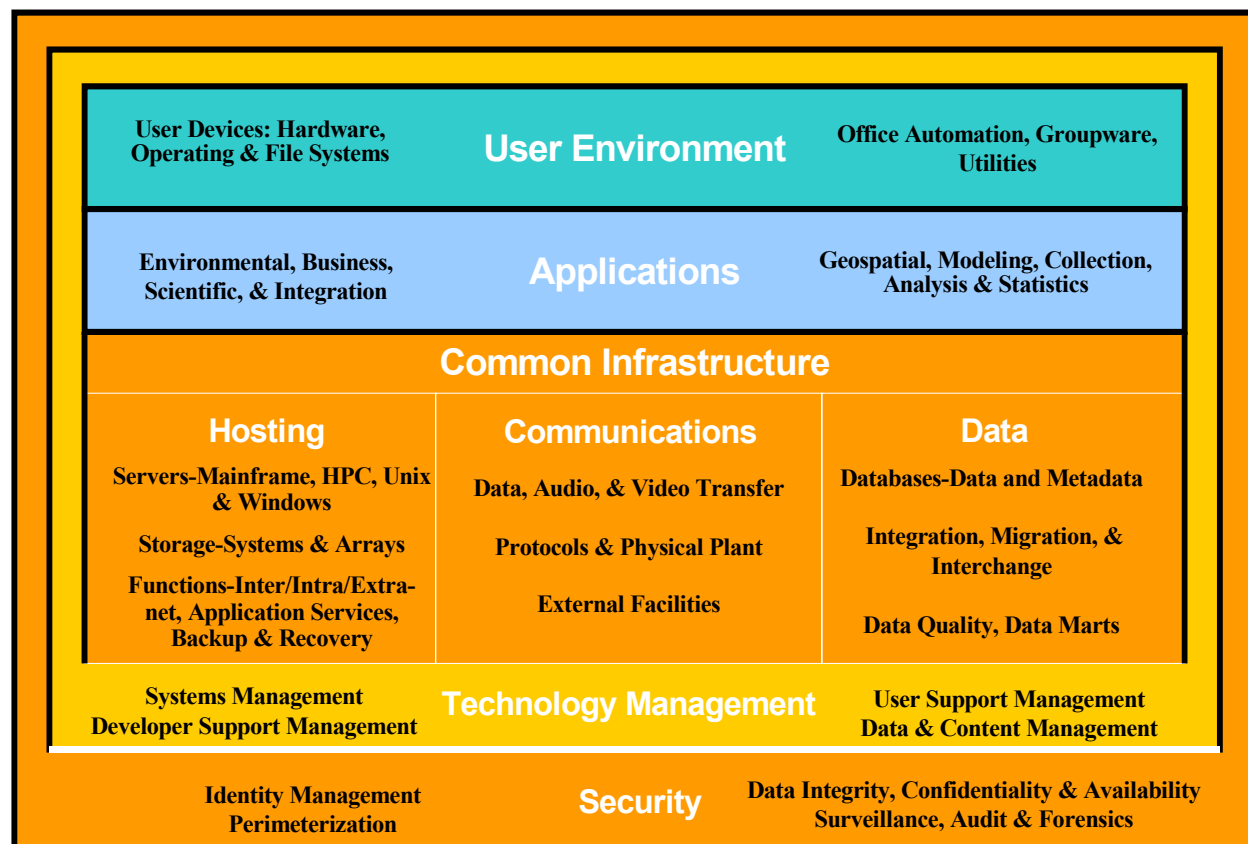 User Devices: Hardware,
Operating & File Systems
User Environment
Office Automation, Groupware,
Utilities
Environmental, Business,
Scientific, & Integration
Applications
Geospatial, Modeling, Collection,
Analysis & Statistics
Common Infrastructure
Hosting
Servers-Mainframe, HPC, Unix
& Windows
Storage-Systems & Arrays
Functions-Inter/Intra/Extra-
net, Application Services,
Backup & Recovery
Communications
Data, Audio, & Video Transfer
Protocols & Physical Plant
External Facilities
Data
Databases-Data and Metadata
Integration, Migration, &
Interchange
Data Quality, Data Marts
Systems Management
Developer Support Management
Technology Management
User Support Management
Data & Content Management
Identity Management
Perimeterization
Security
Data Integrity, Confidentiality & Availability
Surveillance, Audit & Forensics